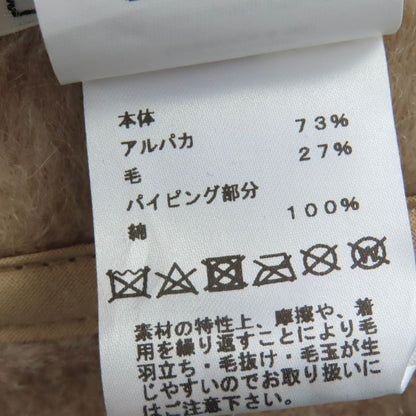 本体
アルパカ 73%
毛 27%
パイピング部分
綿 100%
素材の特性上、摩擦や、着
用を繰り返すことにより毛
羽立ち・毛抜け・毛玉が生
じやすいのでお取り扱いに
はご注意下さい。